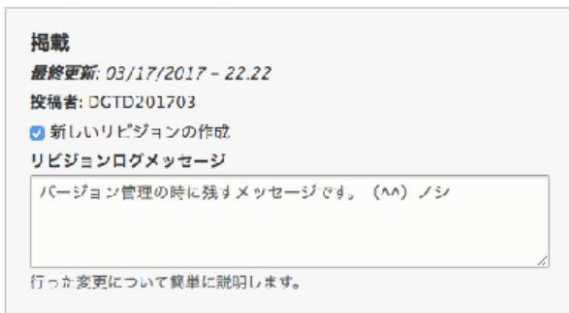 掲載
最終更新: 03/17/2017 - 22.22
投稿者: DGTD201703
新しいリビジョンの作成
リビジョンログメッセージ
バージョン管理の時に残すメッセージです。 (^^) ノシ
行った変更について簡単に説明します。